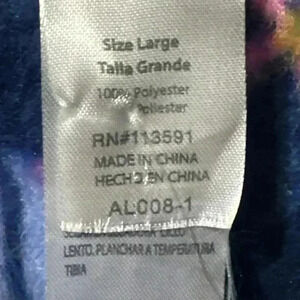 Size Large
Talla Grande
100% Polyester
Poliester
RN#113591
MADE IN CHINA
HECHO EN CHINA
AL008-1
LENTO. PLANCHAR A TEMPERATURA
TIBIA